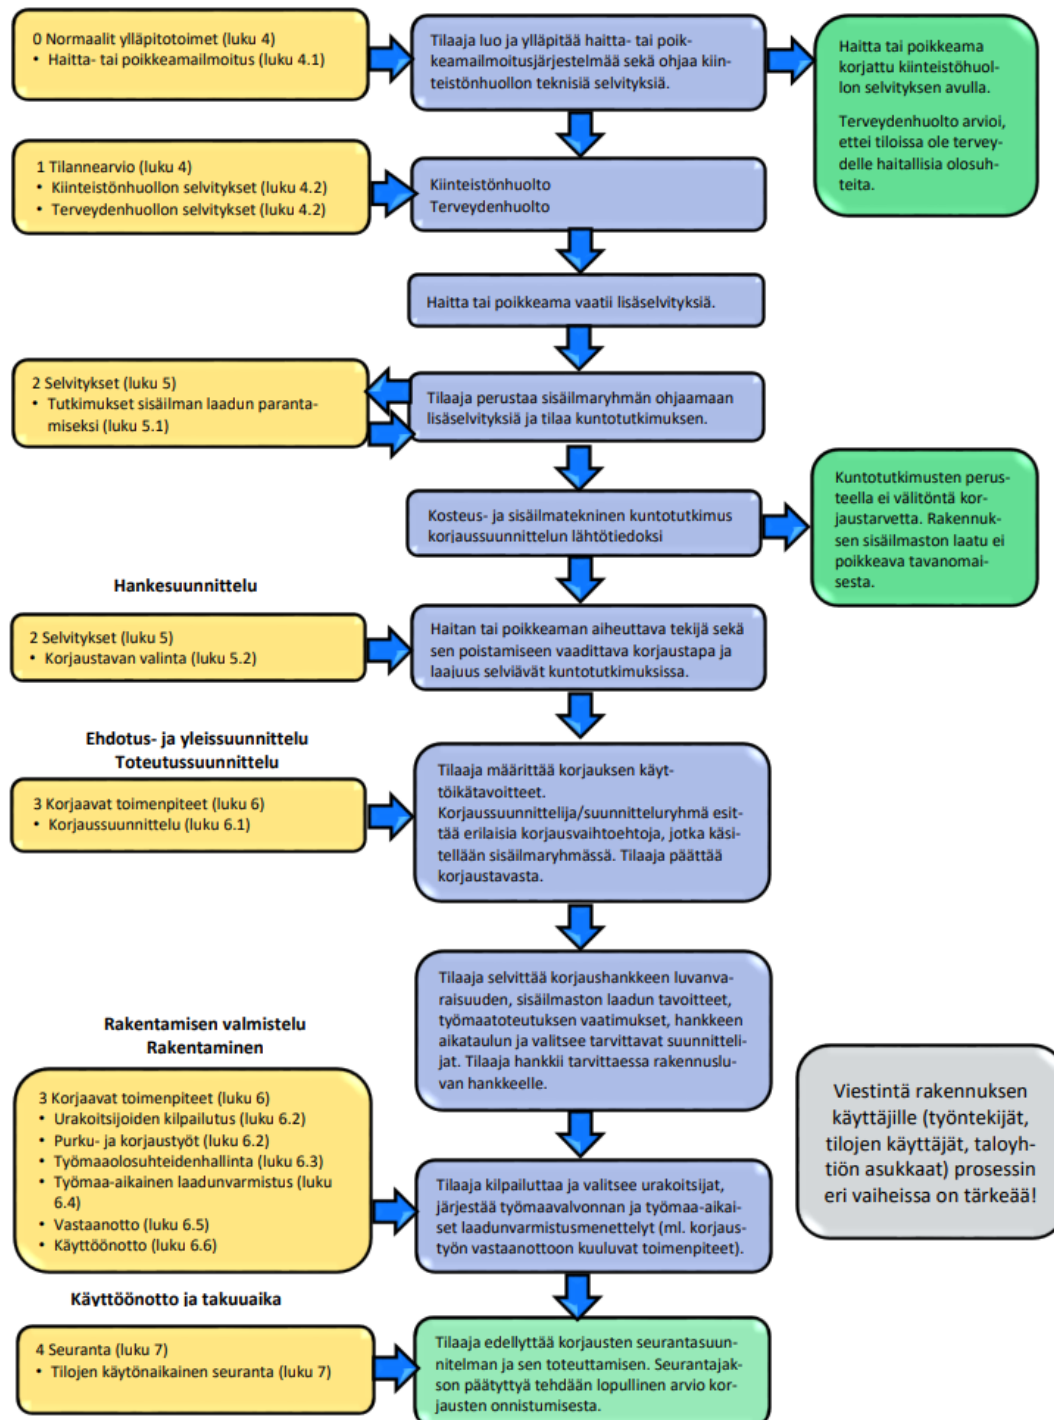 0 Normaalit ylläpitotoimet (luku 4)
• Haitta- tai poikkeamailmoitus (luku 4.1)
Tilaaja luo ja ylläpitää haitta- tai poik-
keamailmoitusjärjestelmää sekä ohjaa kiin-
teistönhuollon teknisiä selvityksiä.
Haitta tai poikkeama
korjattu kiinteistöhuol-
lon selvityksen avulla.
Terveydenhuolto arvioi,
ettei tiloissa ole tervey-
delle haitallisia olosuh-
teita.
1 Tilannearvio (luku 4)
• Kiinteistönhuollon selvitykset (luku 4.2)
• Terveydenhuollon selvitykset (luku 4.2)
Kiinteistönhuolto
Terveydenhuolto
Haitta tai poikkeama vaatii lisäselvityksiä.
2 Selvitykset (luku 5)
• Tutkimukset sisäilman laadun paranta-
miseksi (luku 5.1)
Tilaaja perustaa sisäilmaryhmän ohjaamaan
lisäselvityksiä ja tilaa kuntotutkimuksen.
Kosteus- ja sisäilmatekninen kuntotutkimus
korjaussuunnittelun lähtötiedoksi
Kuntotutkimusten perus-
teella ei välitöntä kor-
jaustarvetta. Rakennuk-
sen sisäilmaston laatu ei
poikkeava tavanomai-
sesta.
Hankesuunnittelu
2 Selvitykset (luku 5)
• Korjaustavan valinta (luku 5.2)
Haitan tai poikkeaman aiheuttava tekijä sekä
sen poistamiseen vaadittava korjaustapa ja
laajuus selviävät kuntotutkimuksissa.
Ehdotus- ja yleissuunnittelu
Toteutussuunnittelu
3 Korjaavat toimenpiteet (luku 6)
• Korjaussuunnittelu (luku 6.1)
Tilaaja määrittää korjauksen käyt-
töikätavoitteet.
Korjaussuunnittelija/suunnitteluryhmä esit-
tää erilaisia korjausvaihtoehtoja, jotka käsi-
tellään sisäilmaryhmässä. Tilaaja päättää
korjaustavasta.
Tilaaja selvittää korjaushankkeen luvanva-
raisuuden, sisäilmaston laadun tavoitteet,
työmaatoteutuksen vaatimukset, hankkeen
aikataulun ja valitsee tarvittavat suunnitteli-
jat. Tilaaja hankkii tarvittaessa rakennuslu-
van hankkeelle.
Rakentamisen valmistelu
Rakentaminen
3 Korjaavat toimenpiteet (luku 6)
• Urakoitsijoiden kilpailutus (luku 6.2)
• Purku- ja korjaustyöt (luku 6.2)
• Työmaaolosuhteidenhallinta (luku 6.3)
• Työmaa-aikainen laadunvarmistus (luku
6.4)
• Vastaanotto (luku 6.5)
• Käyttöönotto (luku 6.6)
Tilaaja kilpailuttaa ja valitsee urakoitsijat,
järjestää työmaavalvonnan ja työmaa-aikai-
set laadunvarmistusmenettelyt (ml. korjaus-
työn vastaanottoon kuuluvat toimenpiteet).
Viestintä rakennuksen
käyttäjille (työntekijät,
tilojen käyttäjät, taloyh-
tiön asukkaat) prosessin
eri vaiheissa on tärkeää!
Käyttöönotto ja takuuaika
4 Seuranta (luku 7)
• Tilojen käytönaikainen seuranta (luku 7)
Tilaaja edellyttää korjausten seurantasuun-
nitelman ja sen toteuttamisen. Seurantajak-
son päätyttyä tehdään lopullinen arvio kor-
jausten onnistumisesta.